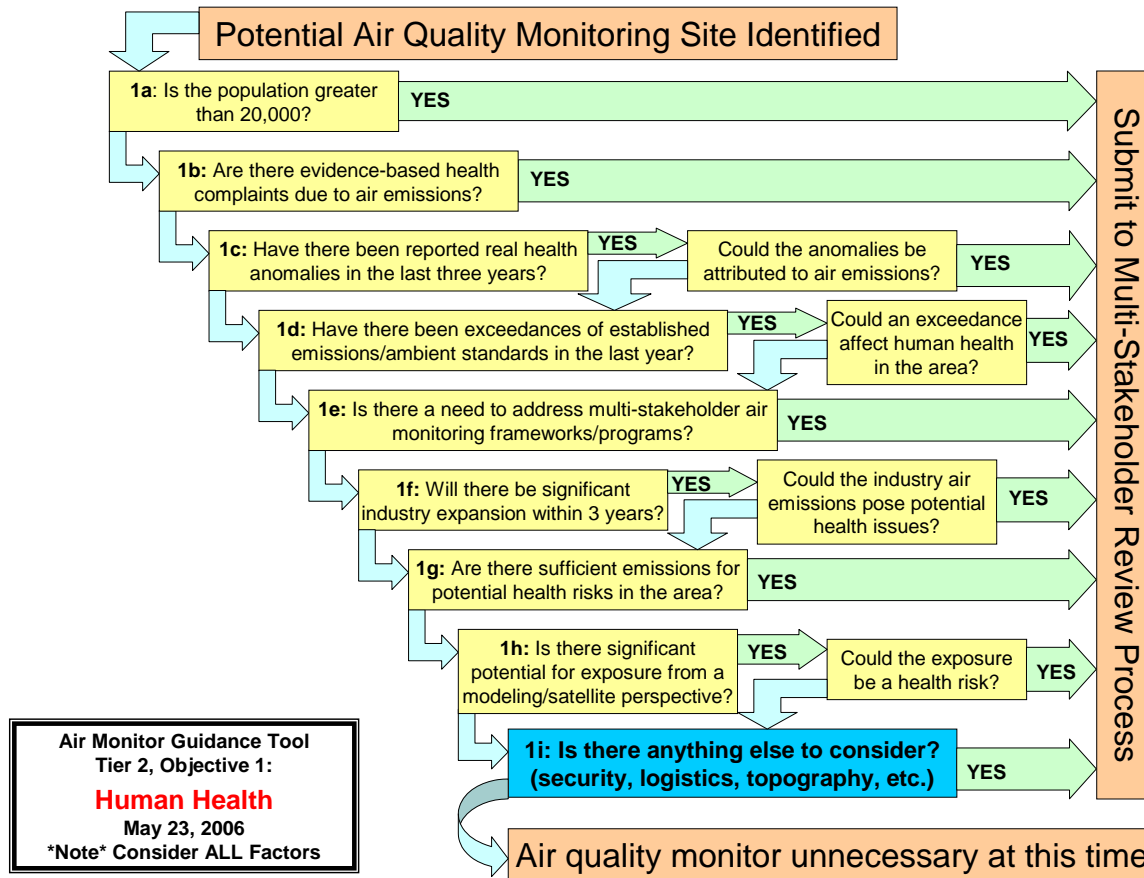 Potential Air Quality Monitoring Site Identified
1a: Is the population greater
than 20,000?
YES
1b: Are there evidence-based health
complaints due to air emissions?
YES
1c: Have there been reported real health
anomalies in the last three years?
YES
Could the anomalies be
attributed to air emissions?
YES
1d: Have there been exceedances of established
emissions/ambient standards in the last year?
YES
Could an exceedance
affect human health
in the area?
YES
1e: Is there a need to address multi-stakeholder air
monitoring frameworks/programs?
YES
1f: Will there be significant
industry expansion within 3 years?
YES
Could the industry air
emissions pose potential
health issues?
YES
1g: Are there sufficient emissions for
potential health risks in the area?
YES
1h: Is there significant
potential for exposure from a
modeling/satellite perspective?
YES
Could the exposure
be a health risk?
YES
1i: Is there anything else to consider?
(security, logistics, topography, etc.)
YES
Submit to Multi-Stakeholder Review Process
Air quality monitor unnecessary at this time
Air Monitor Guidance Tool
Tier 2, Objective 1:
Human Health
May 23, 2006
*Note* Consider ALL Factors